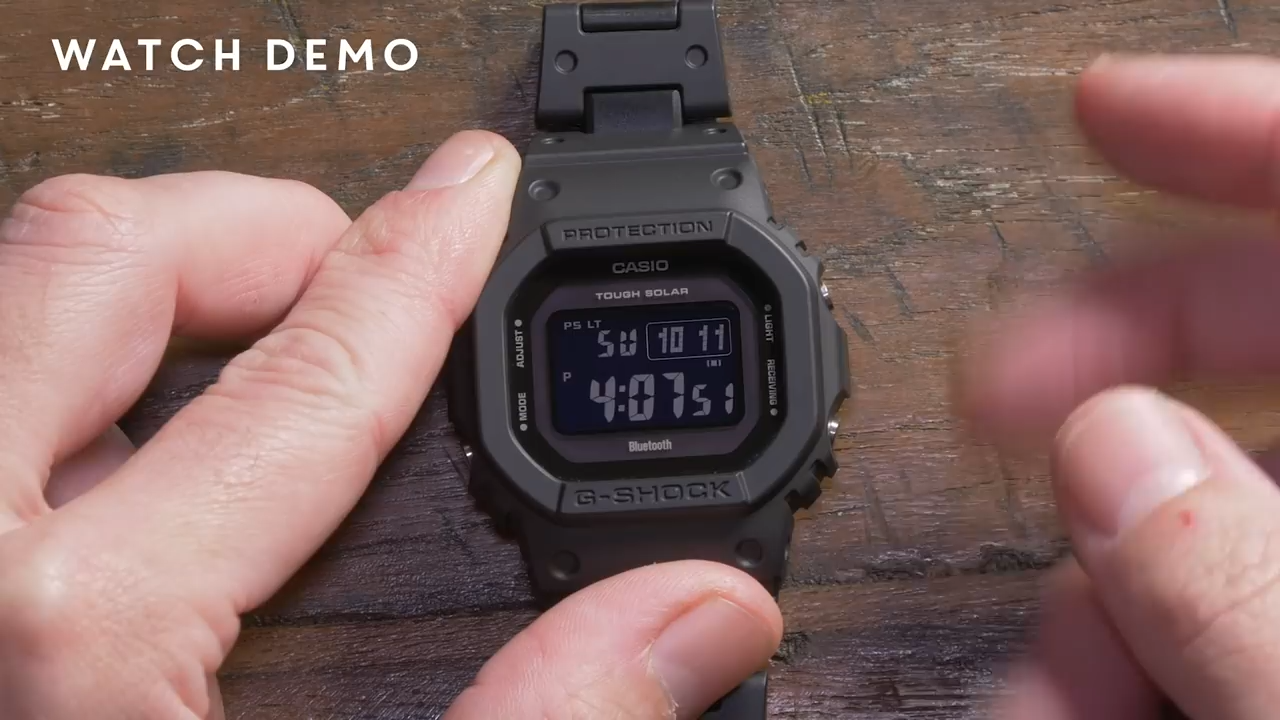 WATCH DEMO
PROTECTION
CASIO
TOUGH SOLAR
PS LT
SU 10 11
P 4:07 51
ADJUST
MODE
LIGHT
RECEIVING
Bluetooth
G-SHOCK